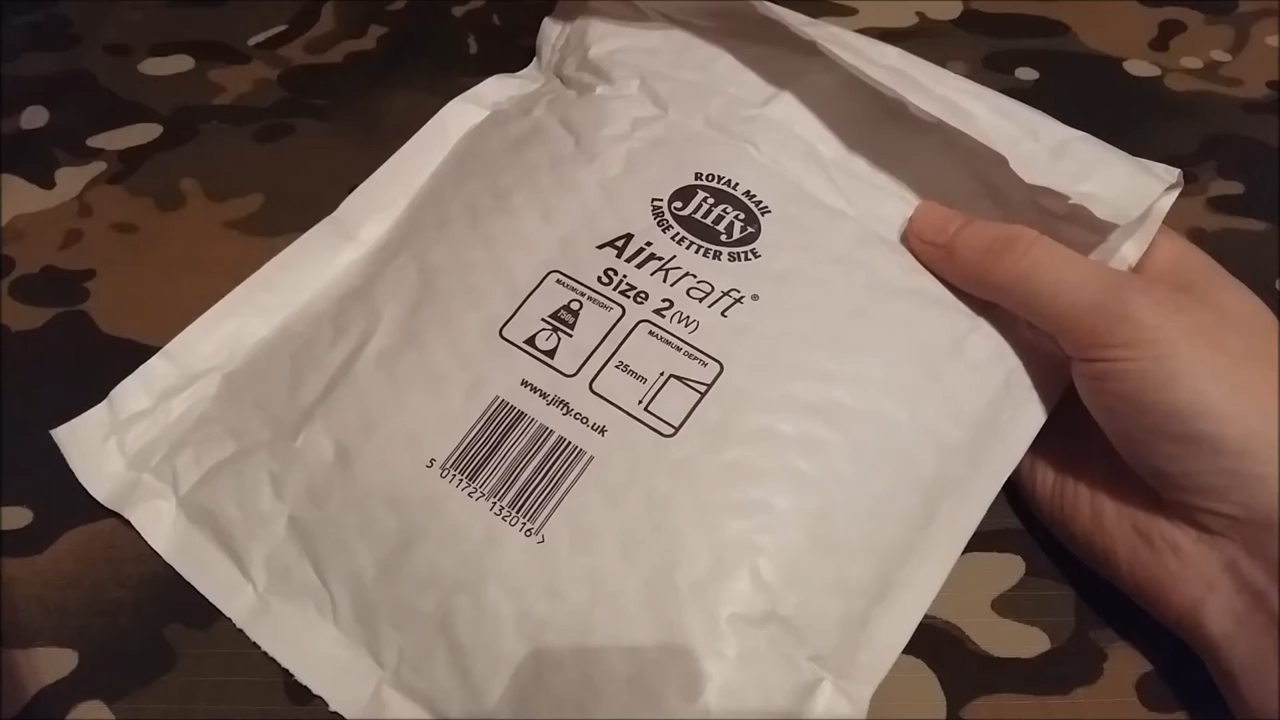 ROYAL MAIL
Jiffy
LARGE LETTER SIZE
Airkraft®
Size 2 (W)
MAXIMUM WEIGHT
750g
MAXIMUM DEPTH
25mm
www.jiffy.co.uk
5 011727 132016 >